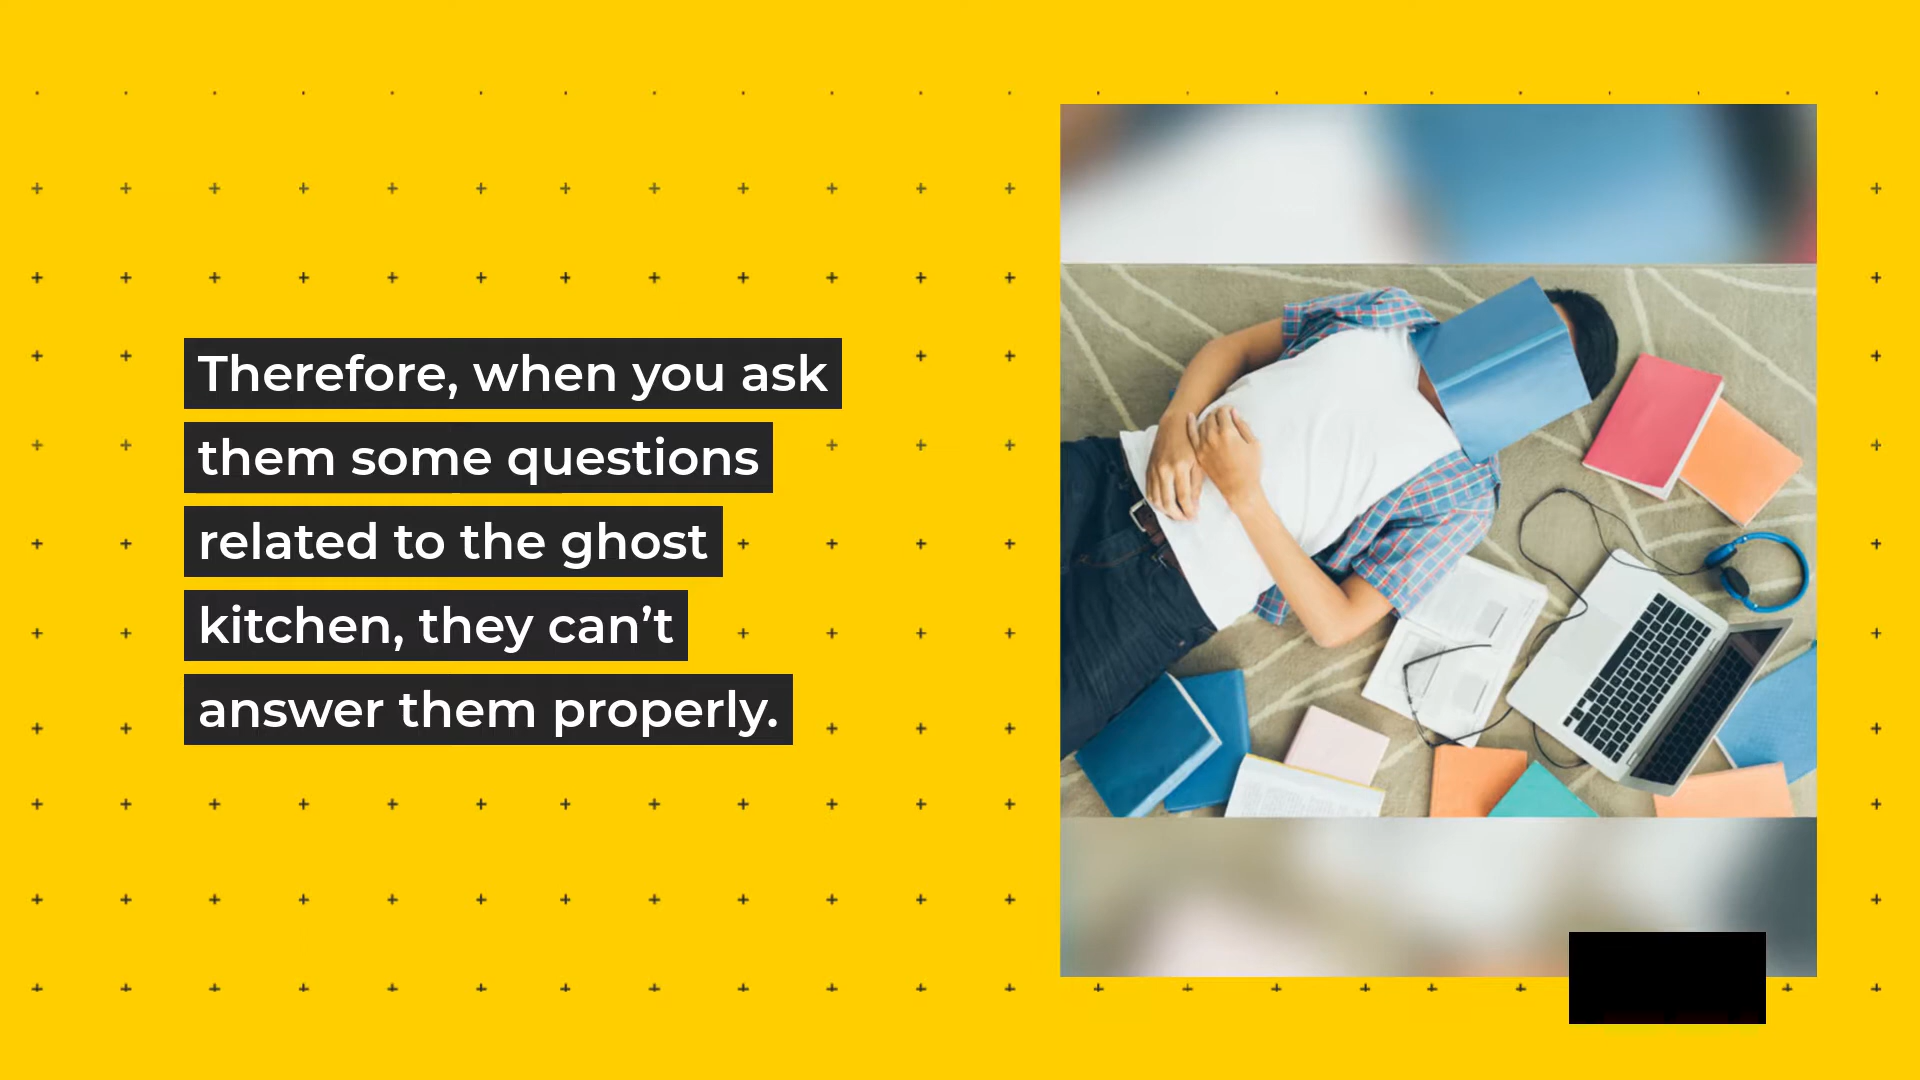 Therefore, when you ask
them some questions
related to the ghost
kitchen, they can’t
answer them properly.